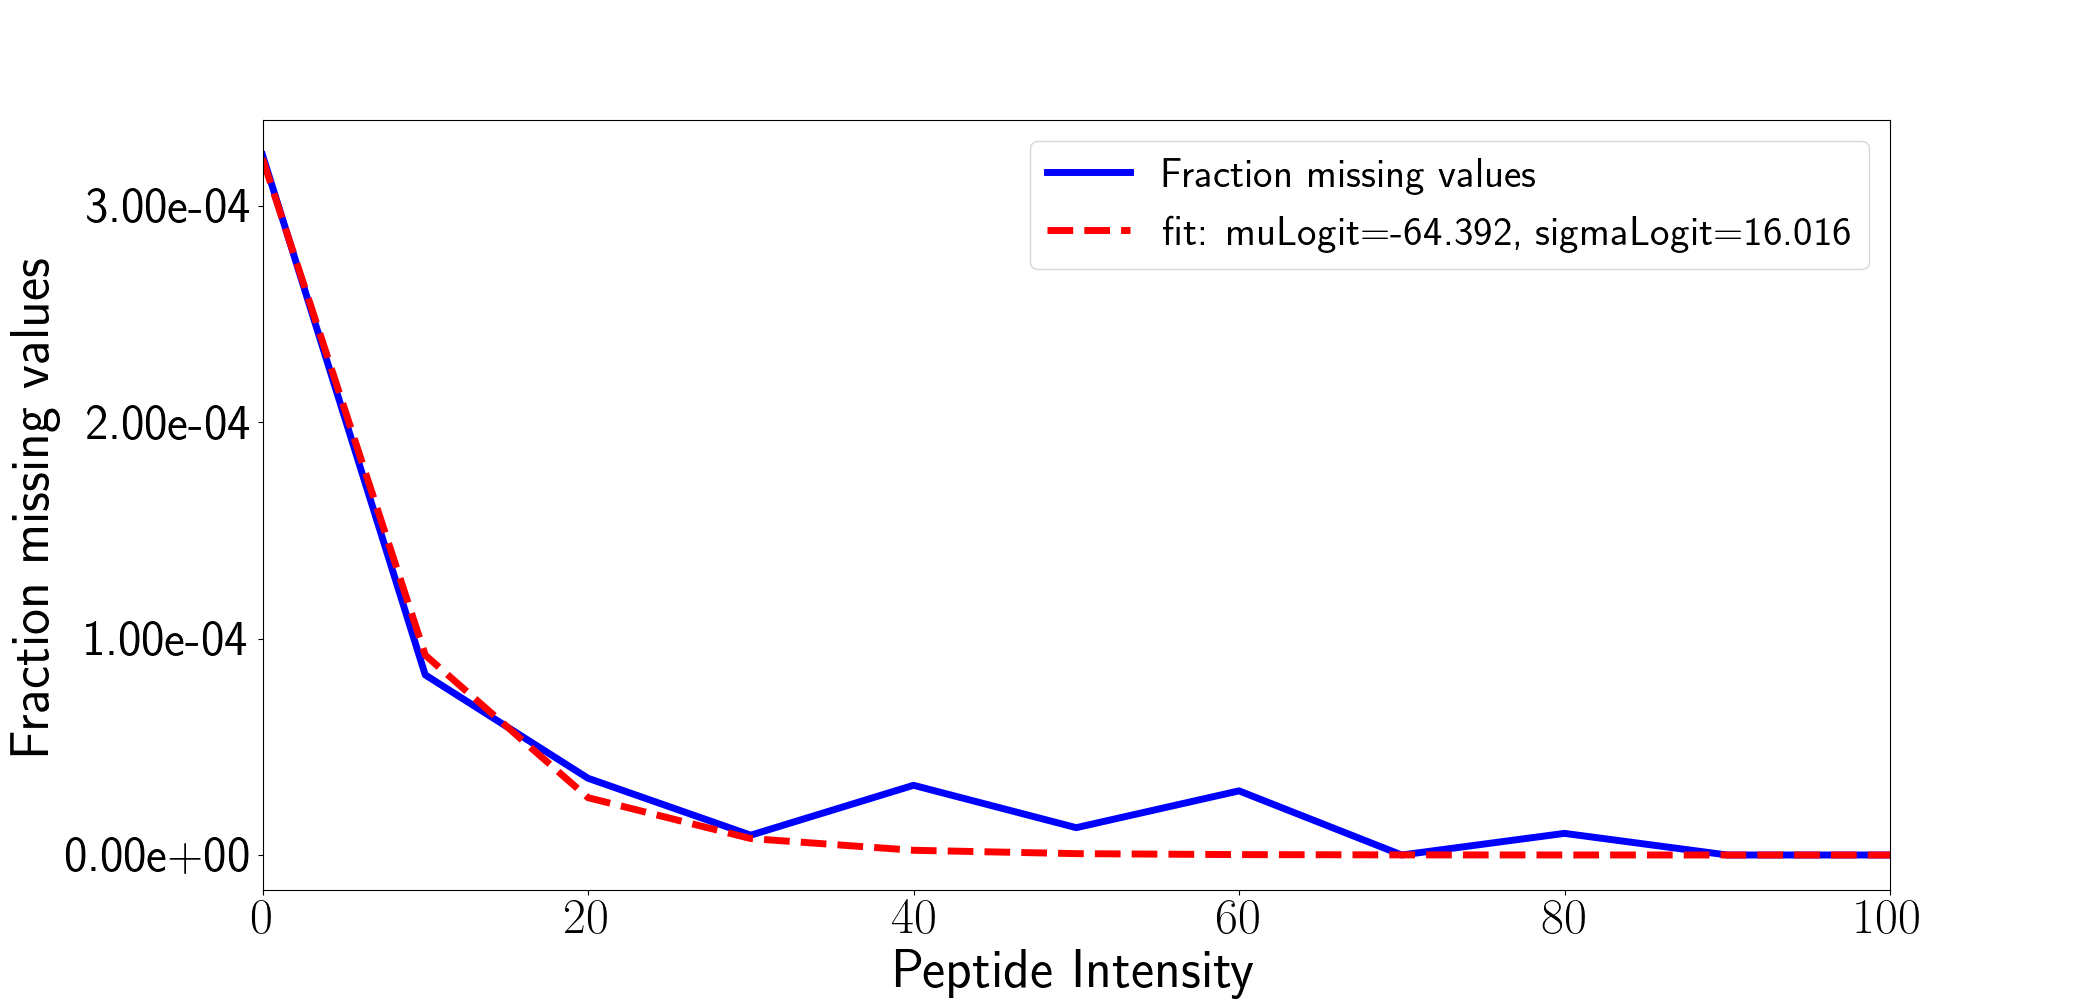 Fraction missing values
fit: muLogit=-64.392, sigmaLogit=16.016
3.00e-04
2.00e-04
1.00e-04
0.00e+00
Fraction missing values
0 20 40 60 80 100
Peptide Intensity